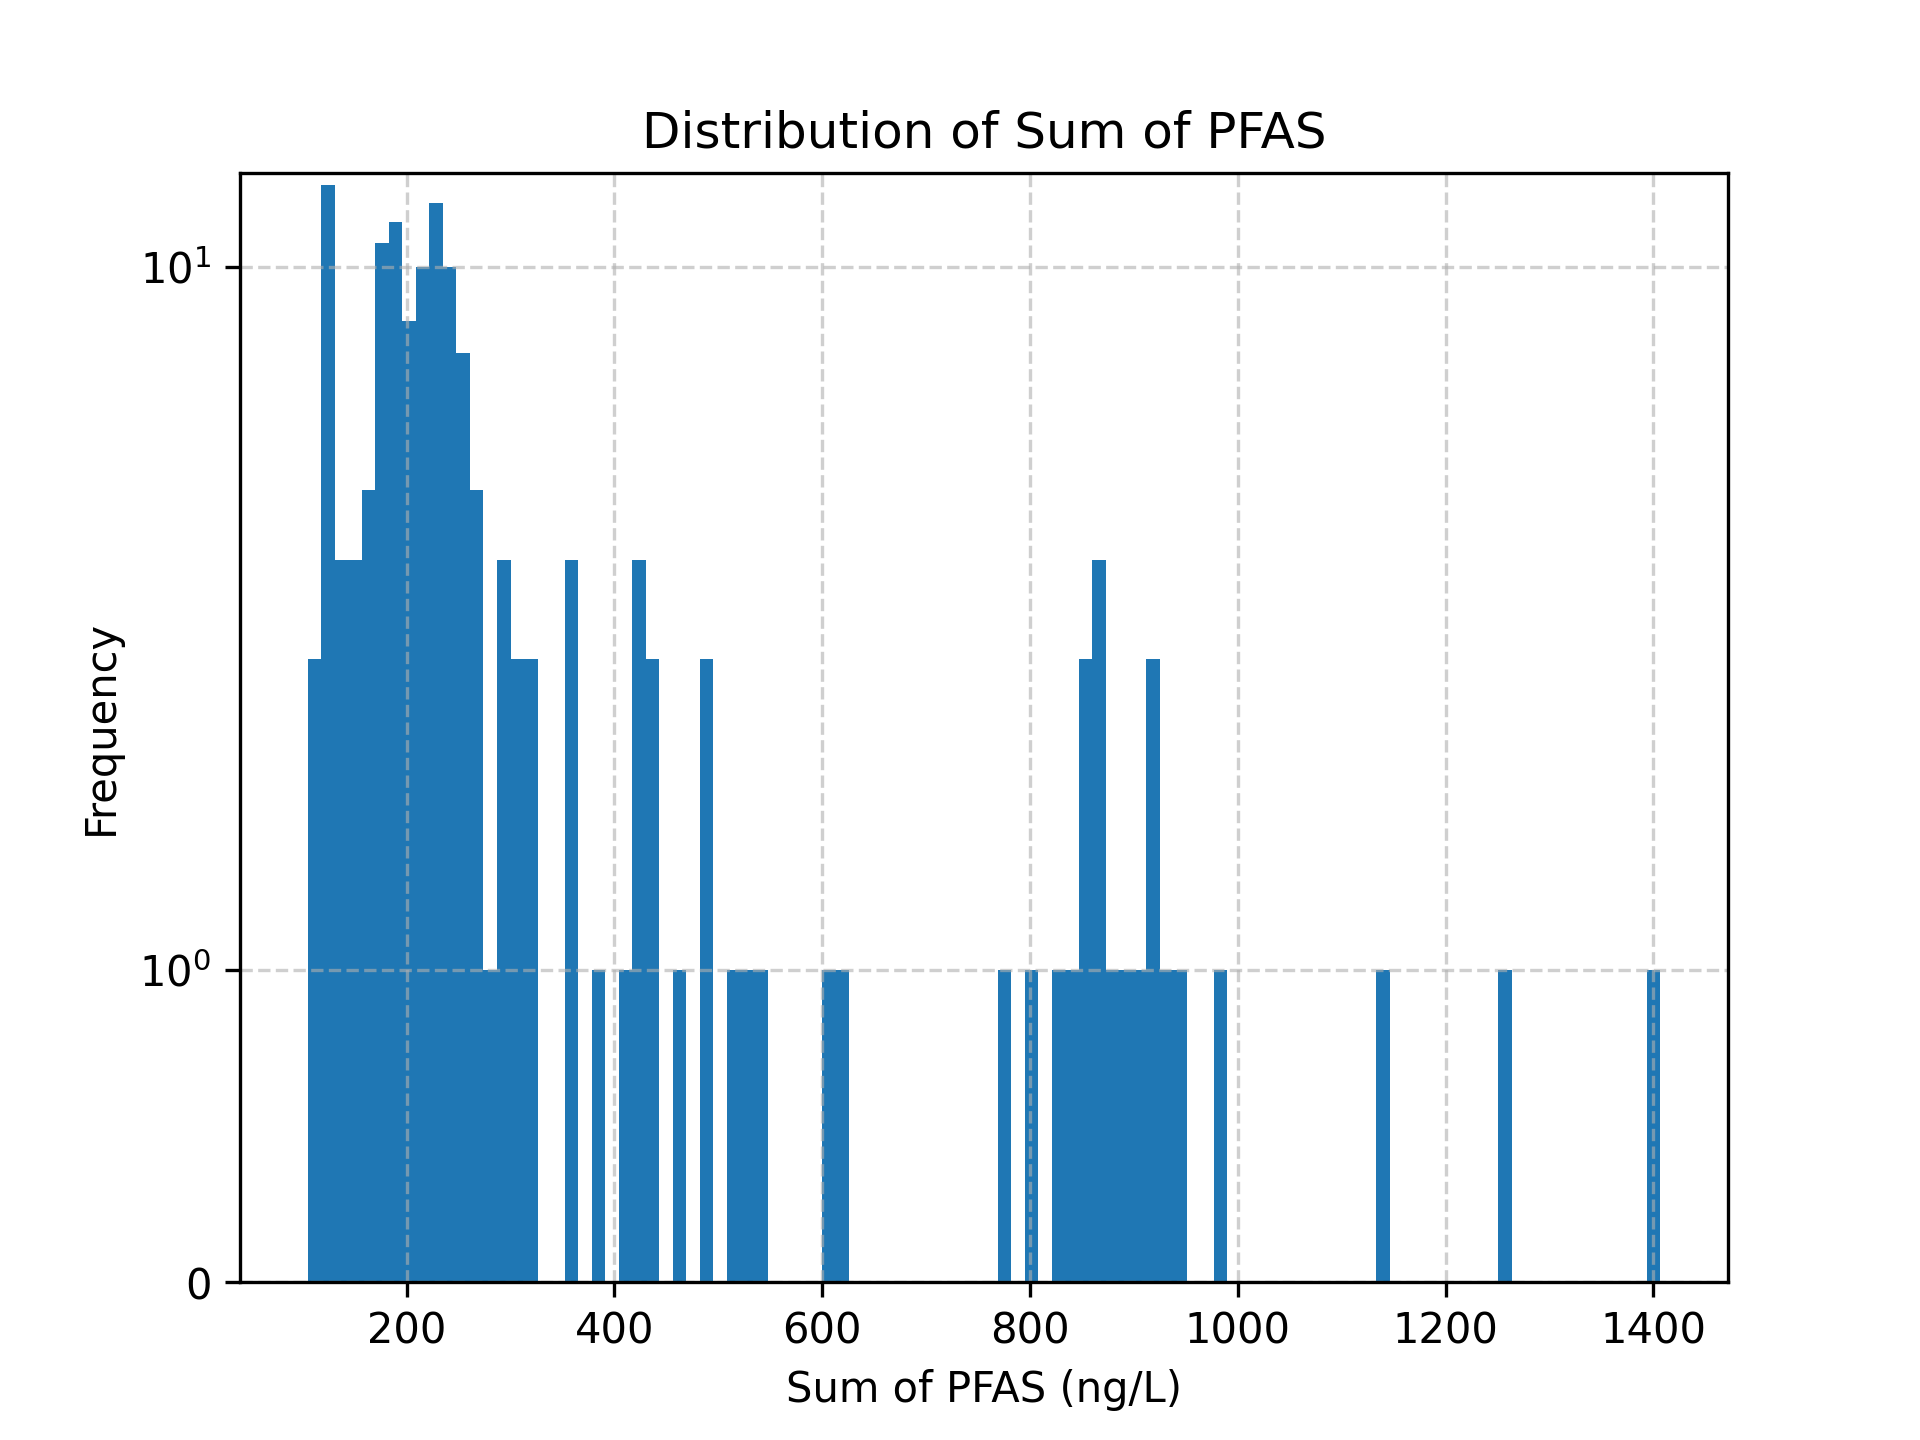 Distribution of Sum of PFAS
10¹
10⁰
0
Frequency
200 400 600 800 1000 1200 1400
Sum of PFAS (ng/L)